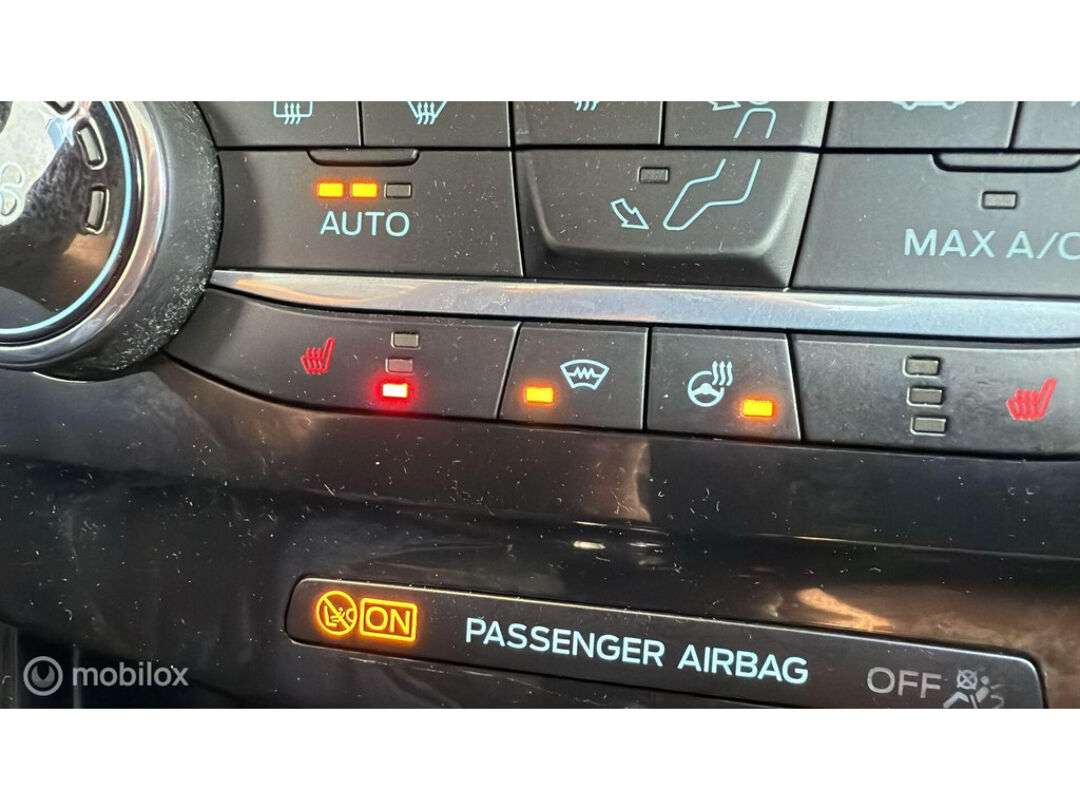 AUTO
MAX A/C
ON
PASSENGER AIRBAG
OFF
mobilox